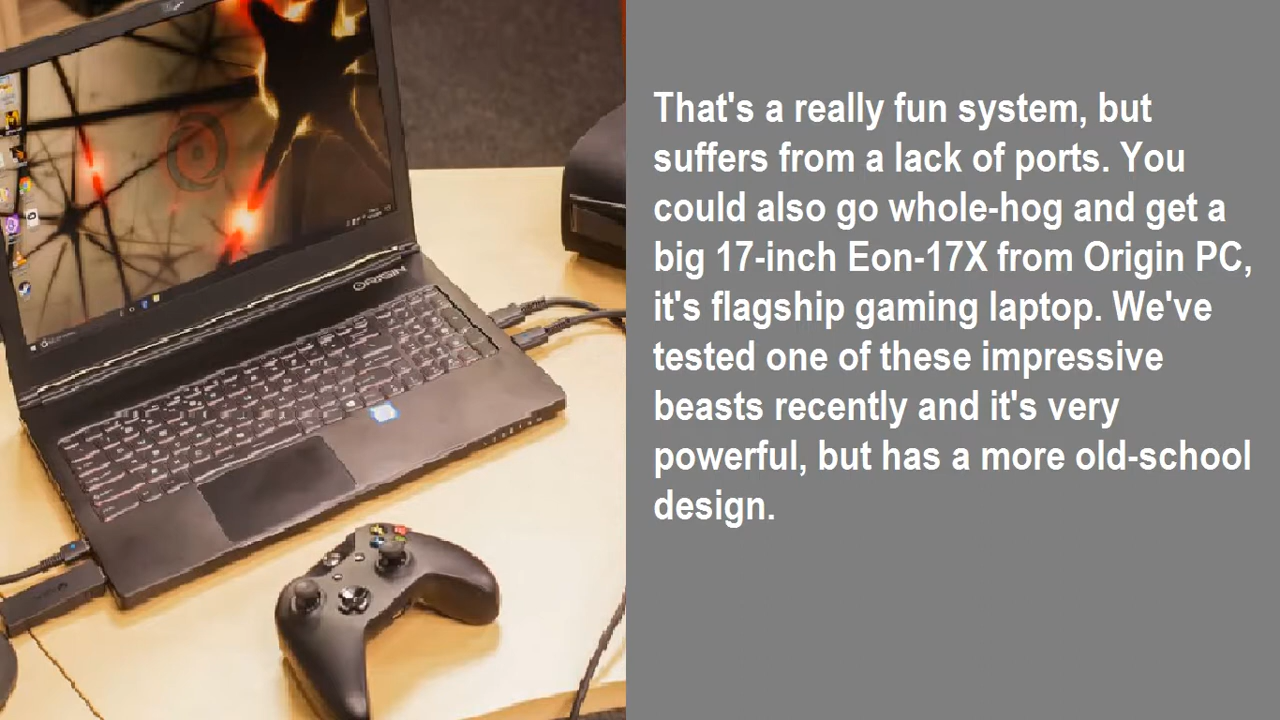 ORIGIN
That's a really fun system, but
suffers from a lack of ports. You
could also go whole-hog and get a
big 17-inch Eon-17X from Origin PC,
it's flagship gaming laptop. We've
tested one of these impressive
beasts recently and it's very
powerful, but has a more old-school
design.